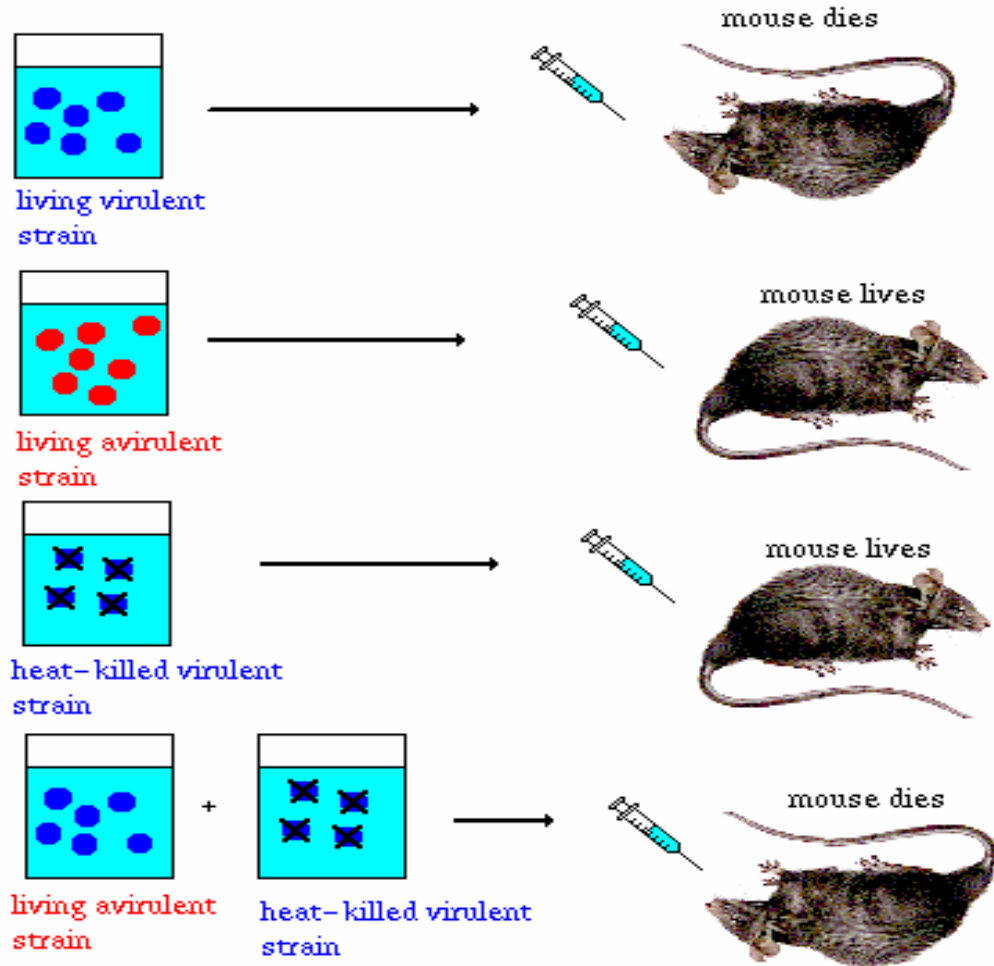 mouse dies
living virulent
strain
mouse lives
living avirulent
strain
mouse lives
heat-killed virulent
strain
mouse dies
+
living avirulent
strain
heat-killed virulent
strain